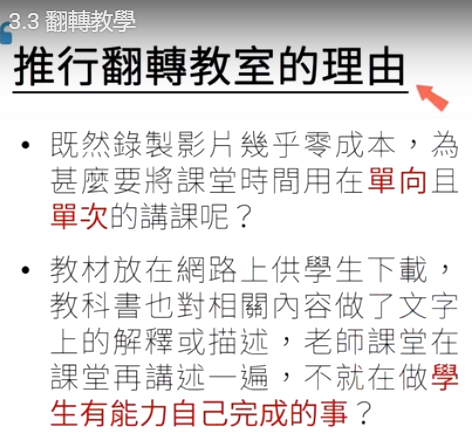 3.3 翻轉教學
推行翻轉教室的理由
• 既然錄製影片幾乎零成本，為
甚麼要將課堂時間用在單向且
單次的講課呢？
• 教材放在網路上供學生下載，
教科書也對相關內容做了文字
上的解釋或描述，老師課堂在
課堂再講述一遍，不就在做學
生有能力自己完成的事？